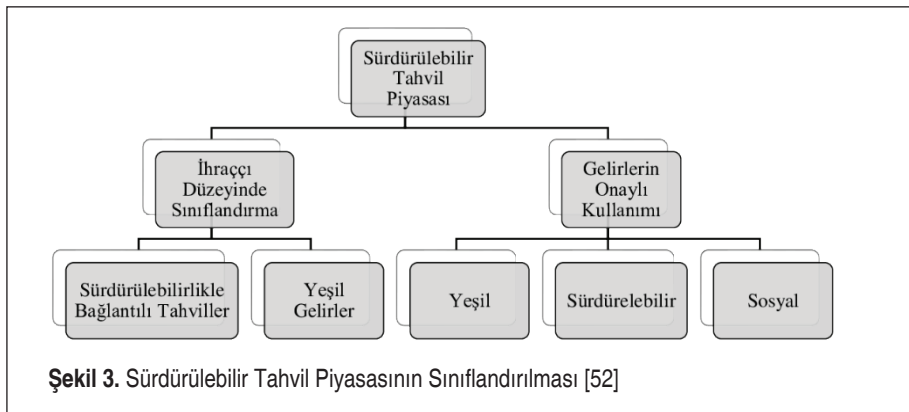 Sürdürülebilir
Tahvil
Piyasası
İhraççı
Düzeyinde
Sınıflandırma
Gelirlerin
Onaylı
Kullanımı
Sürdürülebilirlikle
Bağlantılı Tahviller
Yeşil
Gelirler
Yeşil
Sürdürelebilir
Sosyal
Şekil 3. Sürdürülebilir Tahvil Piyasasının Sınıflandırılması [52]